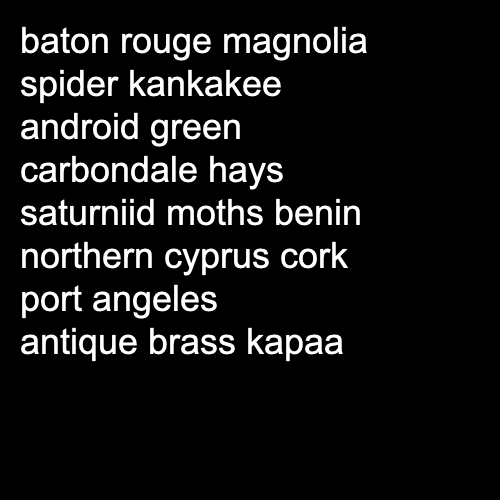 baton rouge magnolia
spider kankakee
android green
carbondale hays
saturniid moths benin
northern cyprus cork
port angeles
antique brass kapaa